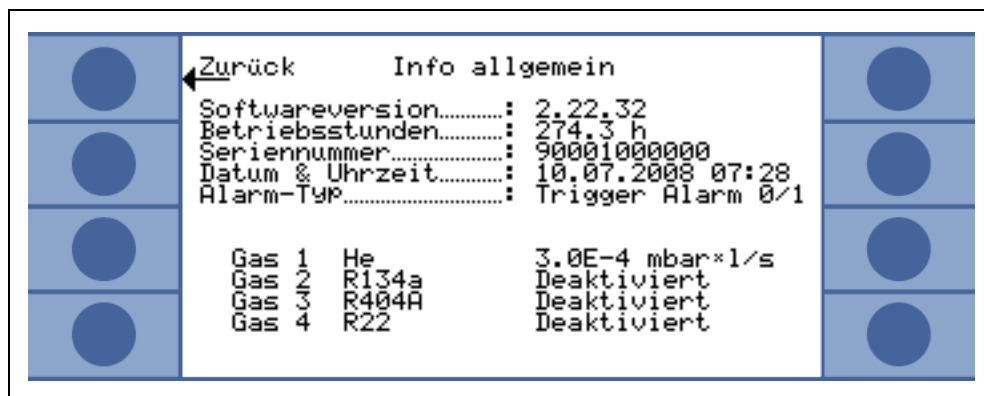 Zurück Info allgemein
Softwareversion...........: 2.22.32
Betriebsstunden...........: 274.3 h
Seriennummer..............: 90001000000
Datum & Uhrzeit...........: 10.07.2008 07:28
Alarm-Typ.................: Trigger Alarm 0/1
Gas 1 He 3.0E-4 mbar×l/s
Gas 2 R134a Deaktiviert
Gas 3 R404A Deaktiviert
Gas 4 R22 Deaktiviert